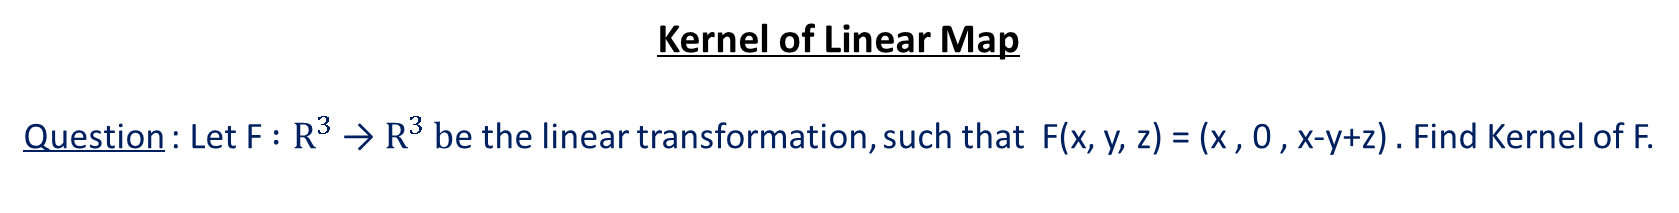 Kernel of Linear Map
Question : Let F : R³ → R³ be the linear transformation, such that F(x, y, z) = (x , 0 , x-y+z) . Find Kernel of F.